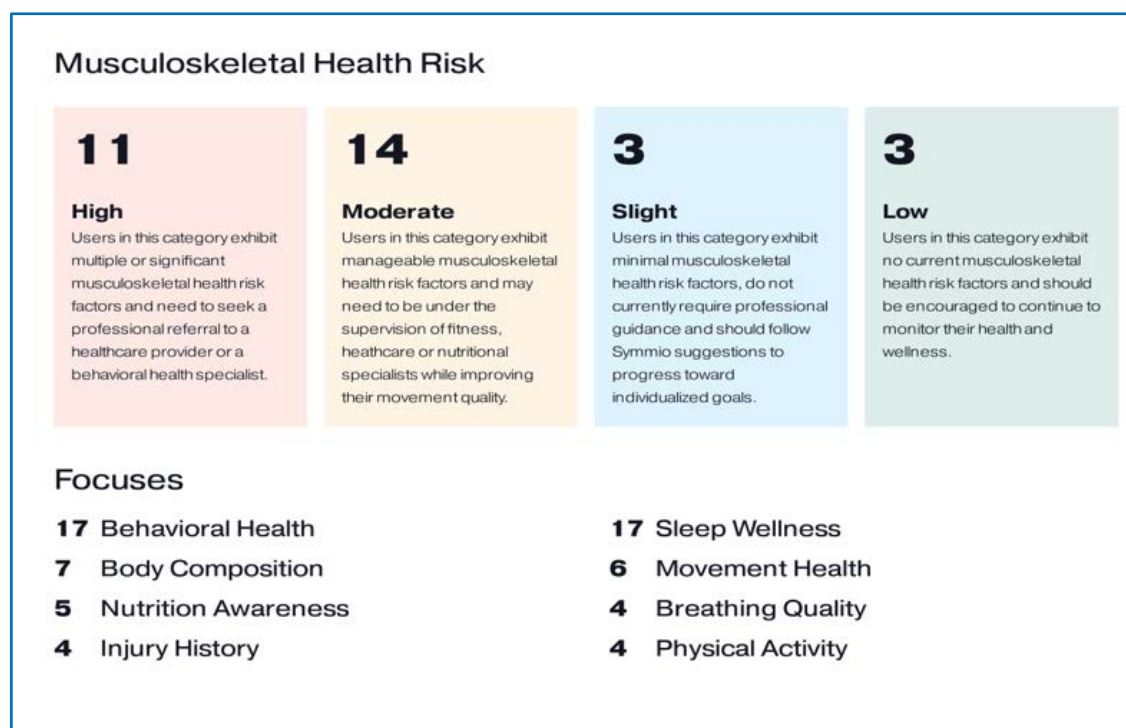 Musculoskeletal Health Risk
11
High
Users in this category exhibit
multiple or significant
musculoskeletal health risk
factors and need to seek a
professional referral to a
healthcare provider or a
behavioral health specialist.
14
Moderate
Users in this category exhibit
manageable musculoskeletal
health risk factors and may
need to be under the
supervision of fitness,
heathcare or nutritional
specialists while improving
their movement quality.
3
Slight
Users in this category exhibit
minimal musculoskeletal
health risk factors, do not
currently require professional
guidance and should follow
Symmio suggestions to
progress toward
individualized goals.
3
Low
Users in this category exhibit
no current musculoskeletal
health risk factors and should
be encouraged to continue to
monitor their health and
wellness.
Focuses
17 Behavioral Health
7 Body Composition
5 Nutrition Awareness
4 Injury History
17 Sleep Wellness
6 Movement Health
4 Breathing Quality
4 Physical Activity